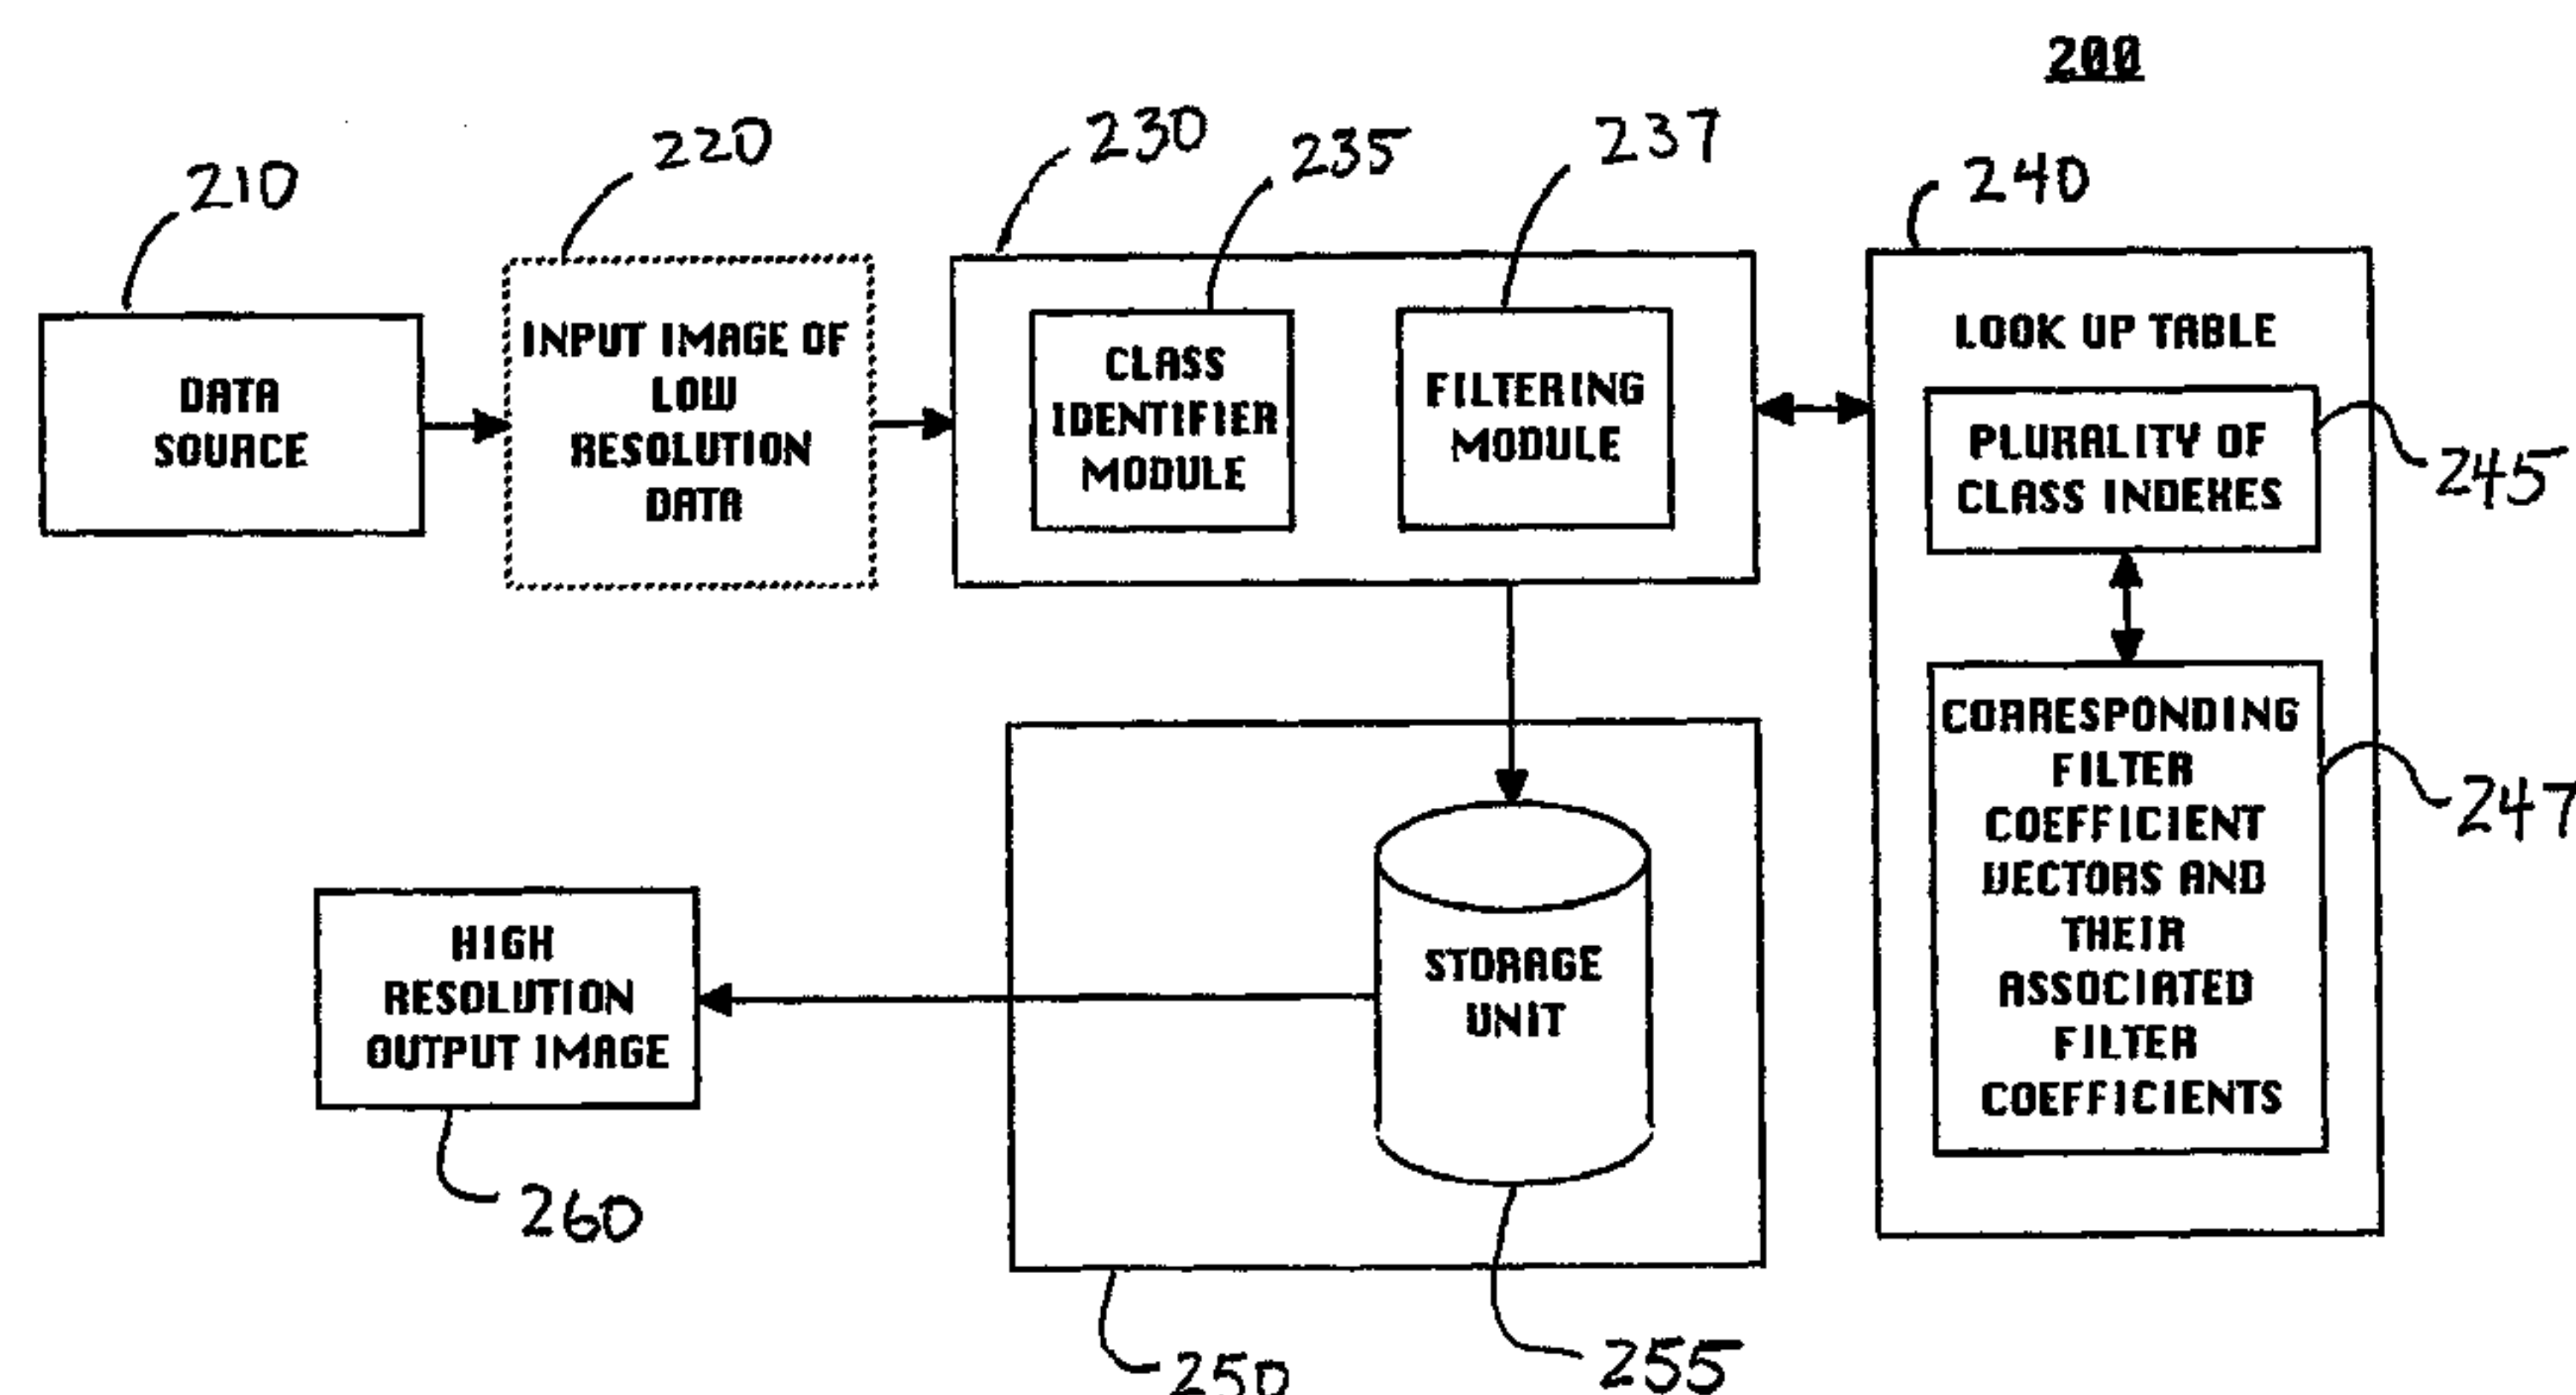 200
210
220
230
235
237
240
DATA
SOURCE
INPUT IMAGE OF
LOW
RESOLUTION
DATA
CLASS
IDENTIFIER
MODULE
FILTERING
MODULE
LOOK UP TABLE
PLURALITY OF
CLASS INDEXES
245
CORRESPONDING
FILTER
COEFFICIENT
VECTORS AND
THEIR
ASSOCIATED
FILTER
COEFFICIENTS
247
STORAGE
UNIT
HIGH
RESOLUTION
OUTPUT IMAGE
260
250
255